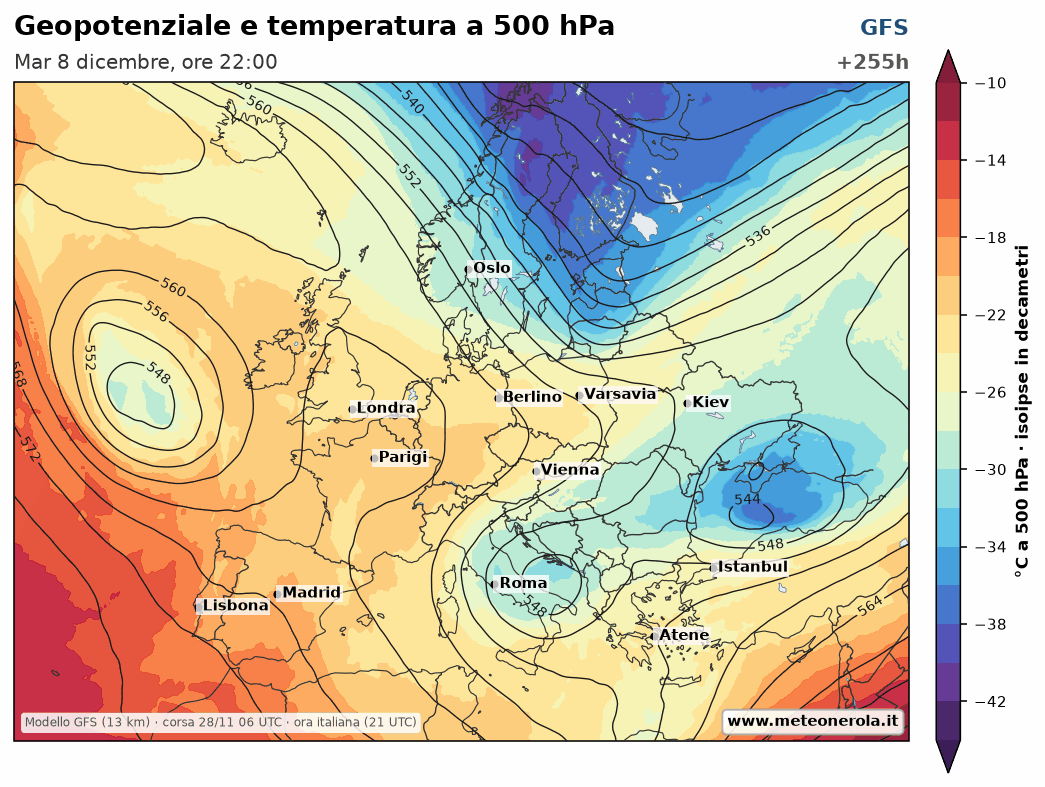 Geopotenziale e temperatura a 500 hPa
GFS
Mar 8 dicembre, ore 22:00
+255h
560
540
552
536
560
556
552
548
568
572
544
548
548
564
8
Oslo
Berlino
Varsavia
Kiev
Londra
Parigi
Vienna
Istanbul
Roma
Madrid
Lisbona
Atene
−10
−14
−18
−22
−26
−30
−34
−38
−42
°C a 500 hPa · isoipse in decametri
Modello GFS (13 km) · corsa 28/11 06 UTC · ora italiana (21 UTC)
www.meteonerola.it